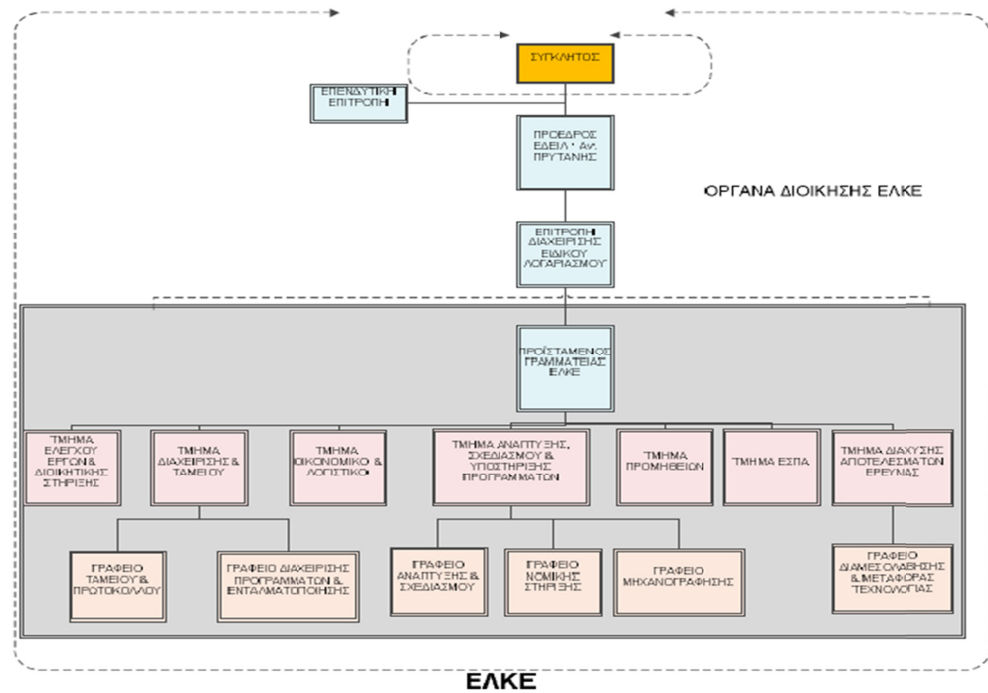 ΣΥΓΚΛΗΤΟΣ
ΕΠΕΝΔΥΤΙΚΗ
ΕΠΙΤΡΟΠΗ
ΠΡΟΕΔΡΟΣ
ΕΔΕΙΛ - Αν.
ΠΡΥΤΑΝΗΣ
ΟΡΓΑΝΑ ΔΙΟΙΚΗΣΗΣ ΕΛΚΕ
ΕΠΙΤΡΟΠΗ
ΔΙΑΧΕΙΡΙΣΗΣ
ΕΙΔΙΚΟΥ
ΛΟΓΑΡΙΑΣΜΟΥ
ΠΡΟΪΣΤΑΜΕΝΟΣ
ΓΡΑΜΜΑΤΕΙΑΣ
ΕΛΚΕ
ΤΜΗΜΑ
ΕΛΕΓΧΟΥ
ΕΡΓΩΝ &
ΔΙΟΙΚΗΤΙΚΗΣ
ΣΤΗΡΙΞΗΣ
ΤΜΗΜΑ
ΔΙΑΧΕΙΡΙΣΗΣ &
ΤΑΜΕΙΟΥ
ΤΜΗΜΑ
ΟΙΚΟΝΟΜΙΚΟ &
ΛΟΓΙΣΤΙΚΟ
ΤΜΗΜΑ ΑΝΑΠΤΥΞΗΣ,
ΣΧΕΔΙΑΣΜΟΥ &
ΥΠΟΣΤΗΡΙΞΗΣ
ΠΡΟΓΡΑΜΜΑΤΩΝ
ΤΜΗΜΑ
ΠΡΟΜΗΘΕΙΩΝ
ΤΜΗΜΑ ΕΣΠΑ
ΤΜΗΜΑ ΔΙΑΧΥΣΗΣ
ΑΠΟΤΕΛΕΣΜΑΤΩΝ
ΕΡΕΥΝΑΣ
ΓΡΑΦΕΙΟ
ΤΑΜΕΙΟΥ &
ΠΡΩΤΟΚΟΛΛΟΥ
ΓΡΑΦΕΙΟ ΔΙΑΧΕΙΡΙΣΗΣ
ΠΡΟΓΡΑΜΜΑΤΩΝ &
ΕΝΤΑΛΜΑΤΟΠΟΙΗΣΗΣ
ΓΡΑΦΕΙΟ
ΑΝΑΠΤΥΞΗΣ &
ΣΧΕΔΙΑΣΜΟΥ
ΓΡΑΦΕΙΟ
ΝΟΜΙΚΗΣ
ΣΤΗΡΙΞΗΣ
ΓΡΑΦΕΙΟ
ΜΗΧΑΝΟΓΡΑΦΗΣΗΣ
ΓΡΑΦΕΙΟ
ΔΙΑΜΕΣΟΛΑΒΗΣΗΣ
& ΜΕΤΑΦΟΡΑΣ
ΤΕΧΝΟΛΟΓΙΑΣ
ΕΛΚΕ